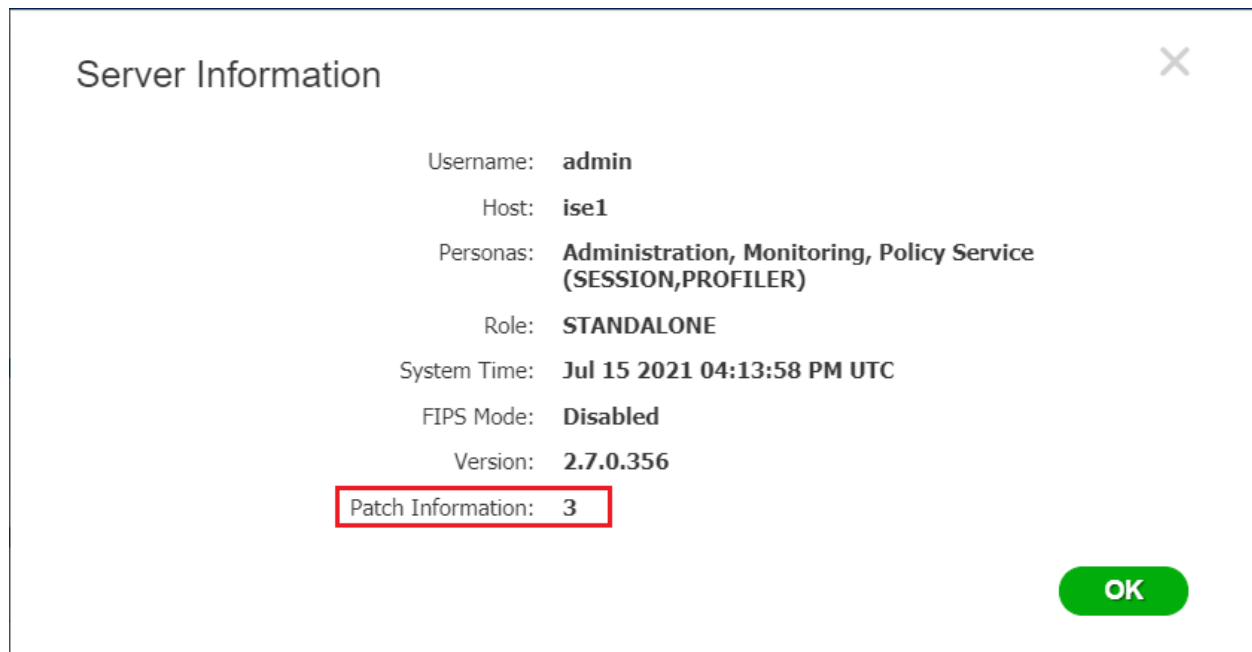 Server Information
Username: admin
Host: ise1
Personas: Administration, Monitoring, Policy Service
(SESSION,PROFILER)
Role: STANDALONE
System Time: Jul 15 2021 04:13:58 PM UTC
FIPS Mode: Disabled
Version: 2.7.0.356
Patch Information: 3
OK